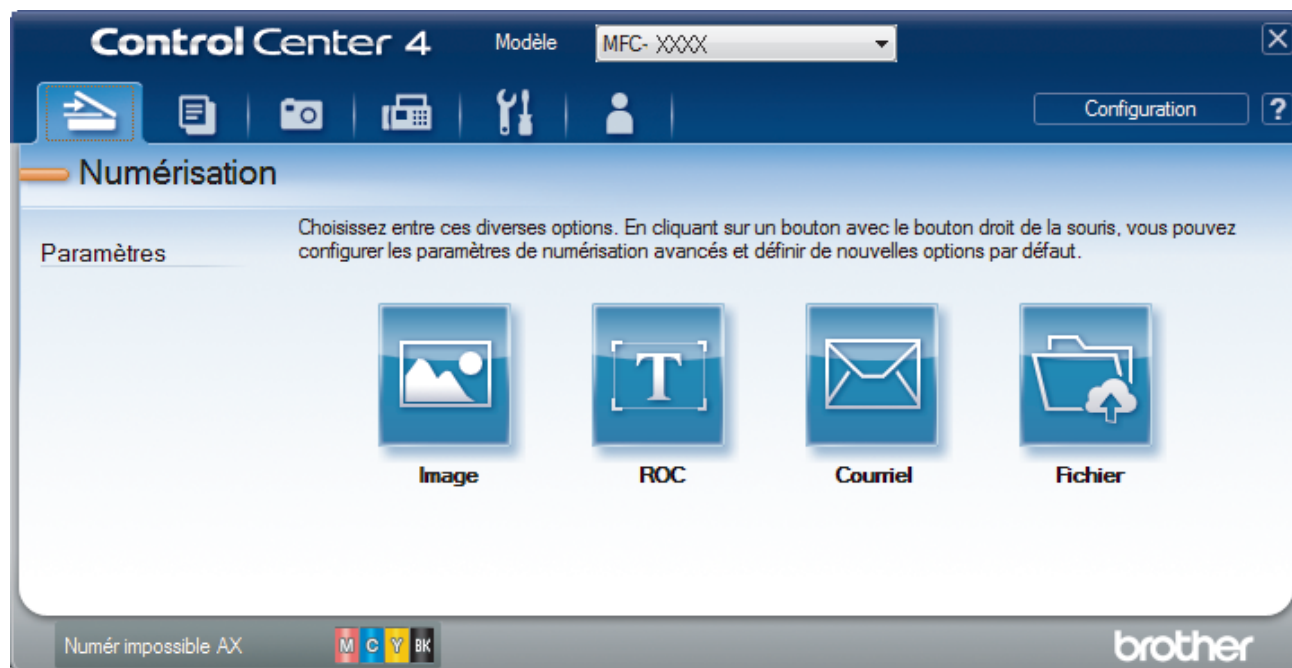 Control Center 4 Modèle MFC- XXXX
Configuration ?
Numérisation
Paramètres
Choisissez entre ces diverses options. En cliquant sur un bouton avec le bouton droit de la souris, vous pouvez
configurer les paramètres de numérisation avancés et définir de nouvelles options par défaut.
T
Image ROC Courriel Fichier
Numér impossible AX M C Y BK brother